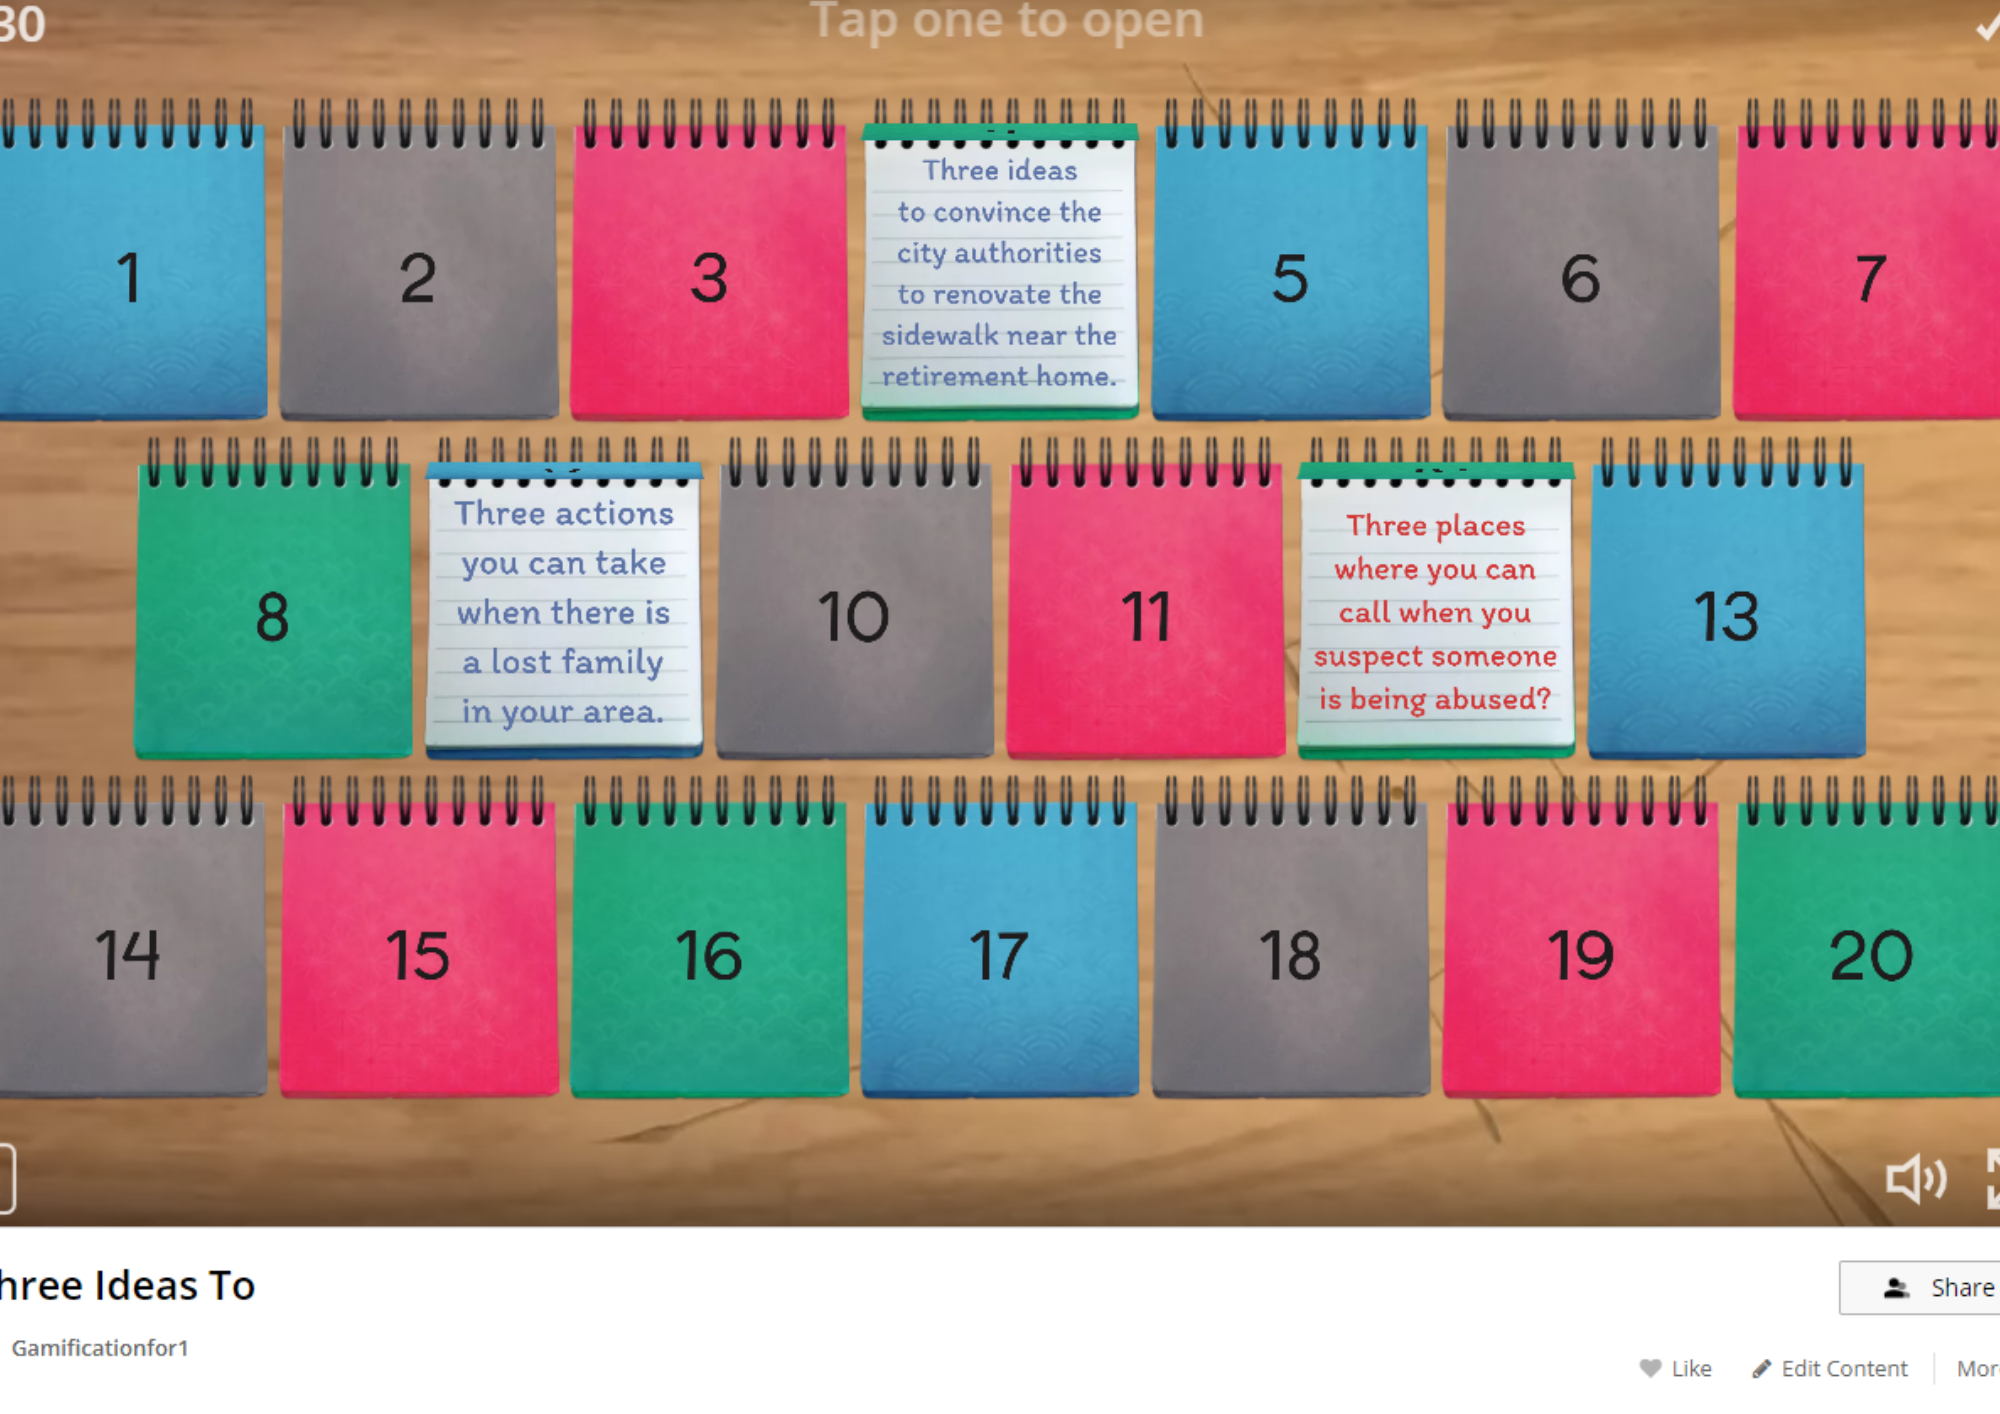 30
Tap one to open
1
2
3
Three ideas
to convince the
city authorities
to renovate the
sidewalk near the
retirement home.
5
6
7
8
Three actions
you can take
when there is
a lost family
in your area.
10
11
Three places
where you can
call when you
suspect someone
is being abused?
13
14
15
16
17
18
19
20
hree Ideas To
Share
Gamificationfor1
Like
Edit Content
Mor